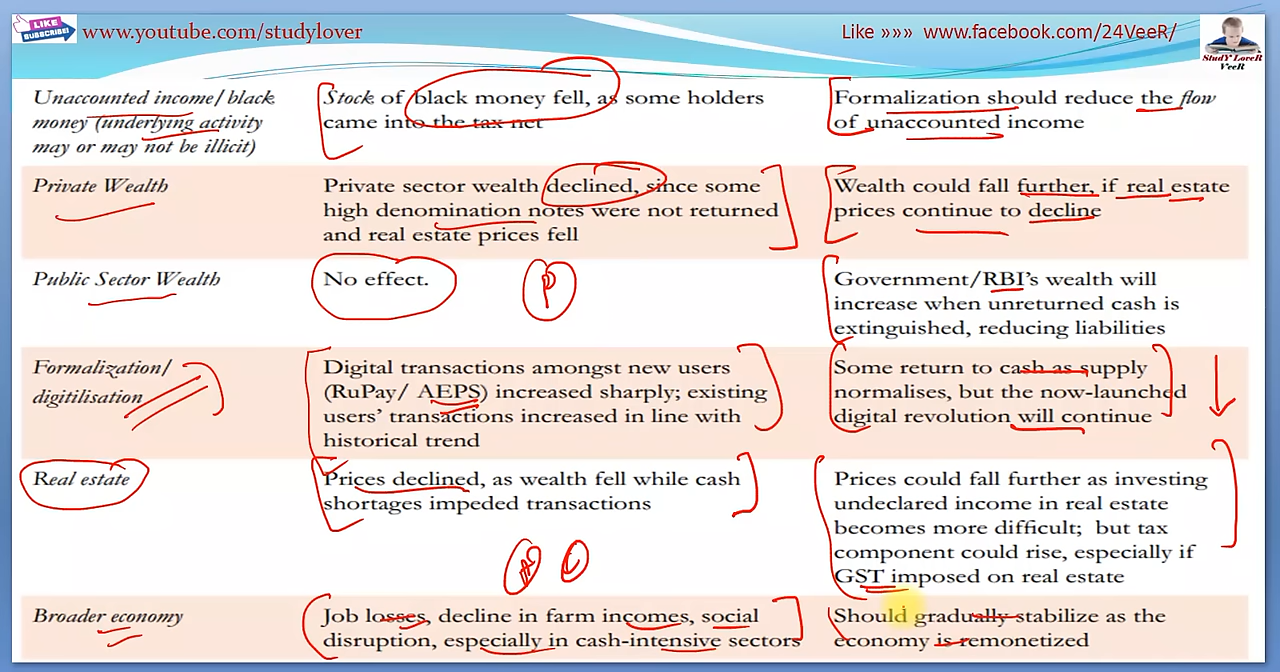 LIKE
SUBSCRIBE!
www.youtube.com/studylover
Like »»» www.facebook.com/24VeeR/
StudY LoveR
VeeR
Unaccounted income/black
money (underlying activity
may or may not be illicit)
Stock of black money fell, as some holders
came into the tax net
Formalization should reduce the flow
of unaccounted income
Private Wealth
Private sector wealth declined, since some
high denomination notes were not returned
and real estate prices fell
Wealth could fall further, if real estate
prices continue to decline
Public Sector Wealth
No effect.
P
Government/RBI's wealth will
increase when unreturned cash is
extinguished, reducing liabilities
Formalization/
digitilisation
Digital transactions amongst new users
(RuPay/ AEPS) increased sharply; existing
users' transactions increased in line with
historical trend
Some return to cash as supply
normalises, but the now-launched
digital revolution will continue
Real estate
Prices declined, as wealth fell while cash
shortages impeded transactions
Prices could fall further as investing
undeclared income in real estate
becomes more difficult; but tax
component could rise, especially if
GST imposed on real estate
Broader economy
Job losses, decline in farm incomes, social
disruption, especially in cash-intensive sectors
Should gradually stabilize as the
economy is remonetized